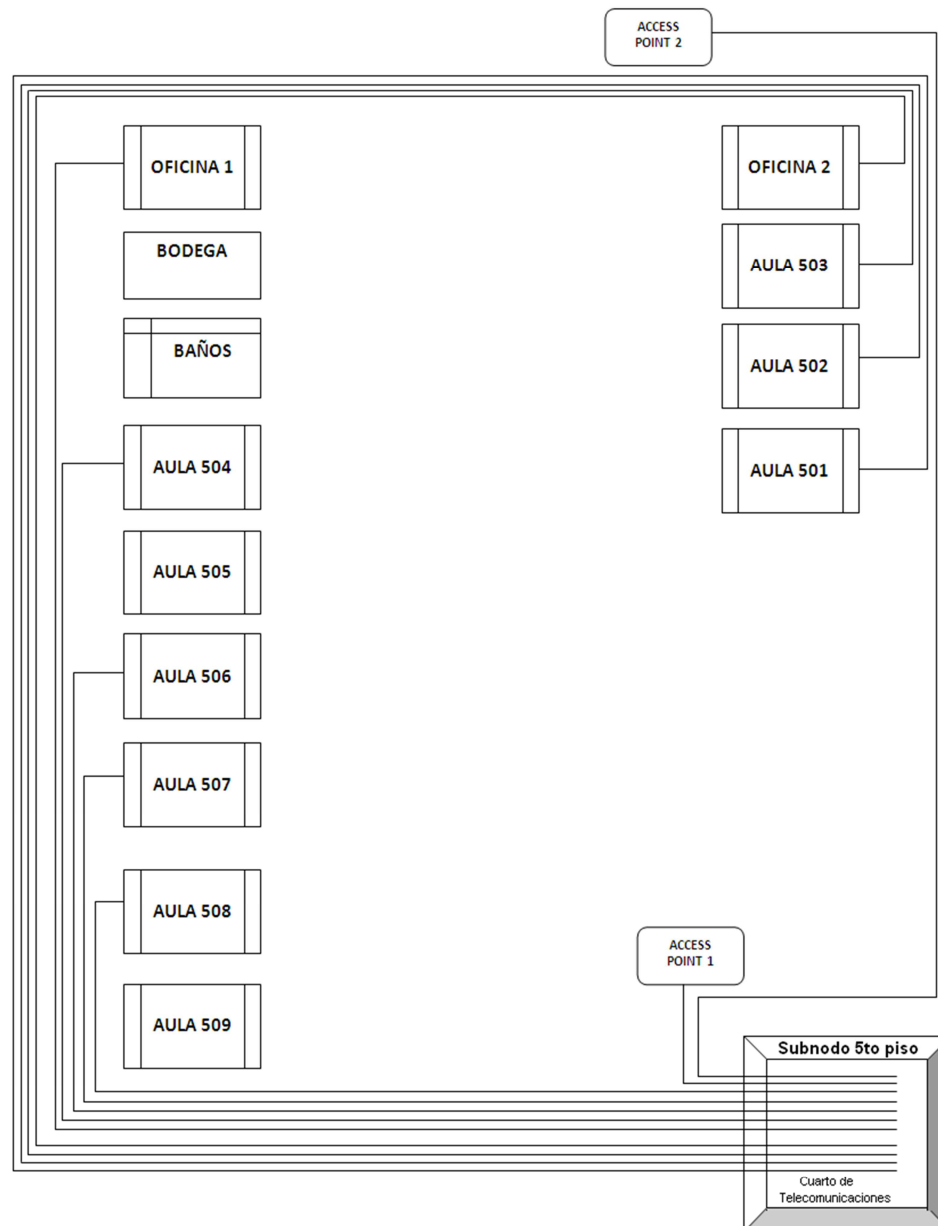 ACCESS
POINT 2
OFICINA 1
OFICINA 2
BODEGA
AULA 503
BAÑOS
AULA 502
AULA 504
AULA 501
AULA 505
AULA 506
AULA 507
AULA 508
ACCESS
POINT 1
AULA 509
Subnodo 5to piso
Cuarto de
Telecomunicaciones